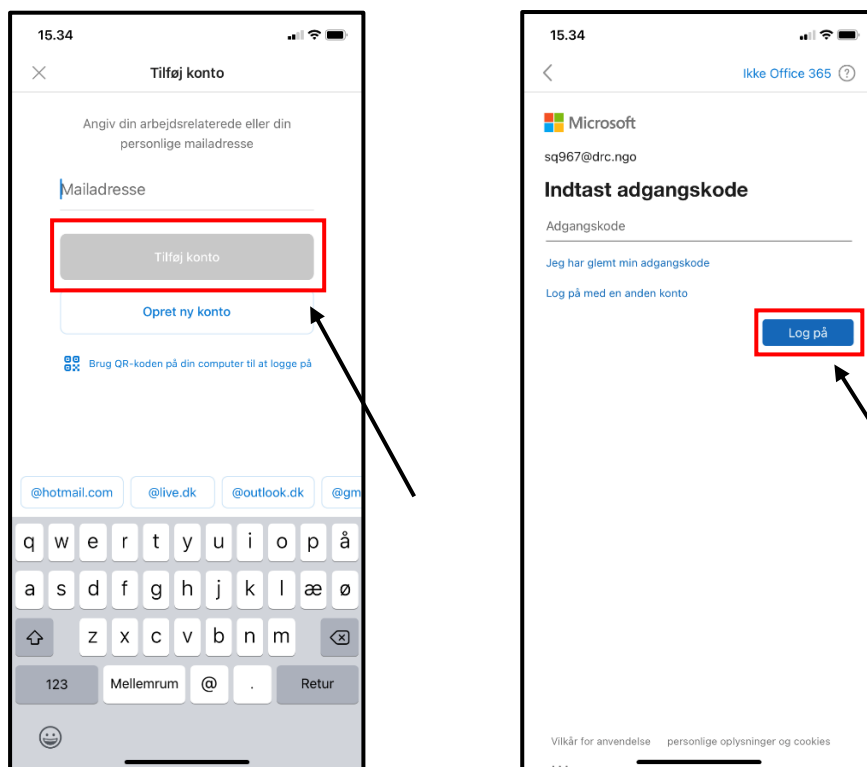 15.34
Tilføj konto
Angiv din arbejdsrelaterede eller din
personlige mailadresse
Mailadresse
Tilføj konto
Opret ny konto
Brug QR-koden på din computer til at logge på
@hotmail.com @live.dk @outlook.dk @gm
q w e r t y u i o p å
a s d f g h j k l æ ø
z x c v b n m
123 Mellemrum @ . Retur
15.34
Ikke Office 365 ?
Microsoft
sq967@drc.ngo
Indtast adgangskode
Adgangskode
Jeg har glemt min adgangskode
Log på med en anden konto
Log på
Vilkår for anvendelse personlige oplysninger og cookies